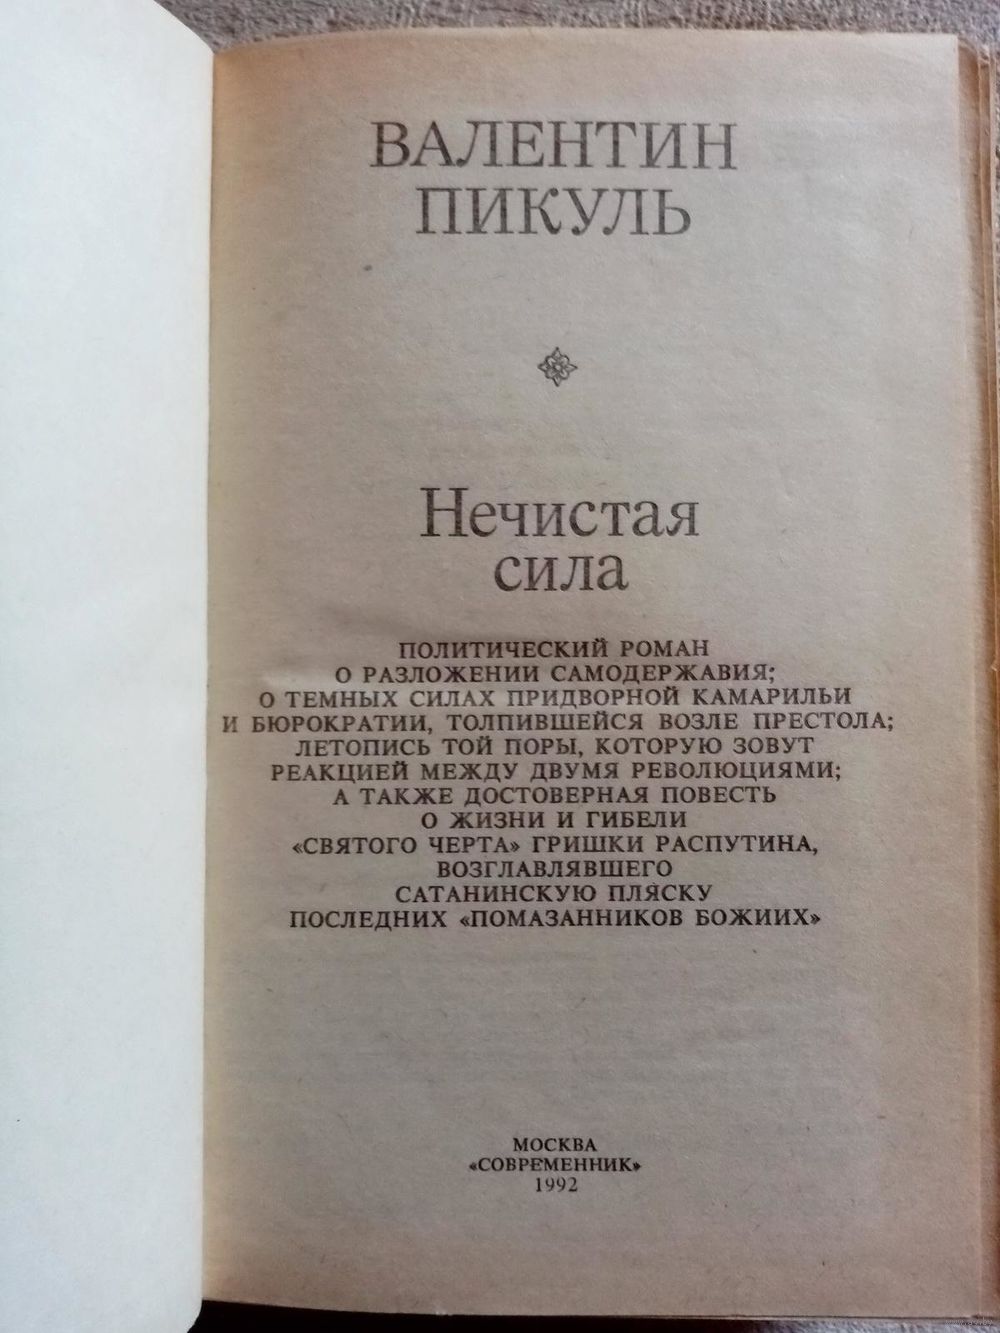 ВАЛЕНТИН
ПИКУЛЬ
Нечистая
сила
ПОЛИТИЧЕСКИЙ РОМАН
О РАЗЛОЖЕНИИ САМОДЕРЖАВИЯ;
О ТЕМНЫХ СИЛАХ ПРИДВОРНОЙ КАМАРИЛЬИ
И БЮРОКРАТИИ, ТОЛПИВШЕЙСЯ ВОЗЛЕ ПРЕСТОЛА;
ЛЕТОПИСЬ ТОЙ ПОРЫ, КОТОРУЮ ЗОВУТ
РЕАКЦИЕЙ МЕЖДУ ДВУМЯ РЕВОЛЮЦИЯМИ;
А ТАКЖЕ ДОСТОВЕРНАЯ ПОВЕСТЬ
О ЖИЗНИ И ГИБЕЛИ
«СВЯТОГО ЧЕРТА» ГРИШКИ РАСПУТИНА,
ВОЗГЛАВЛЯВШЕГО
САТАНИНСКУЮ ПЛЯСКУ
ПОСЛЕДНИХ «ПОМАЗАННИКОВ БОЖИИХ»
МОСКВА
«СОВРЕМЕННИК»
1992